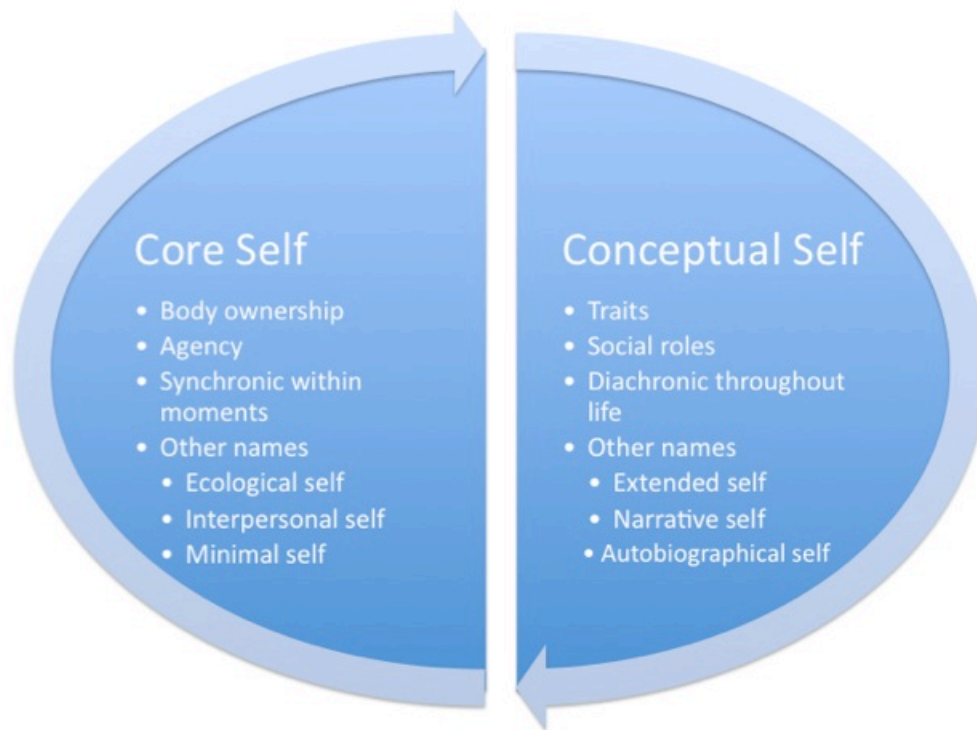 Core Self
• Body ownership
• Agency
• Synchronic within
moments
• Other names
• Ecological self
• Interpersonal self
• Minimal self
Conceptual Self
• Traits
• Social roles
• Diachronic throughout
life
• Other names
• Extended self
• Narrative self
• Autobiographical self